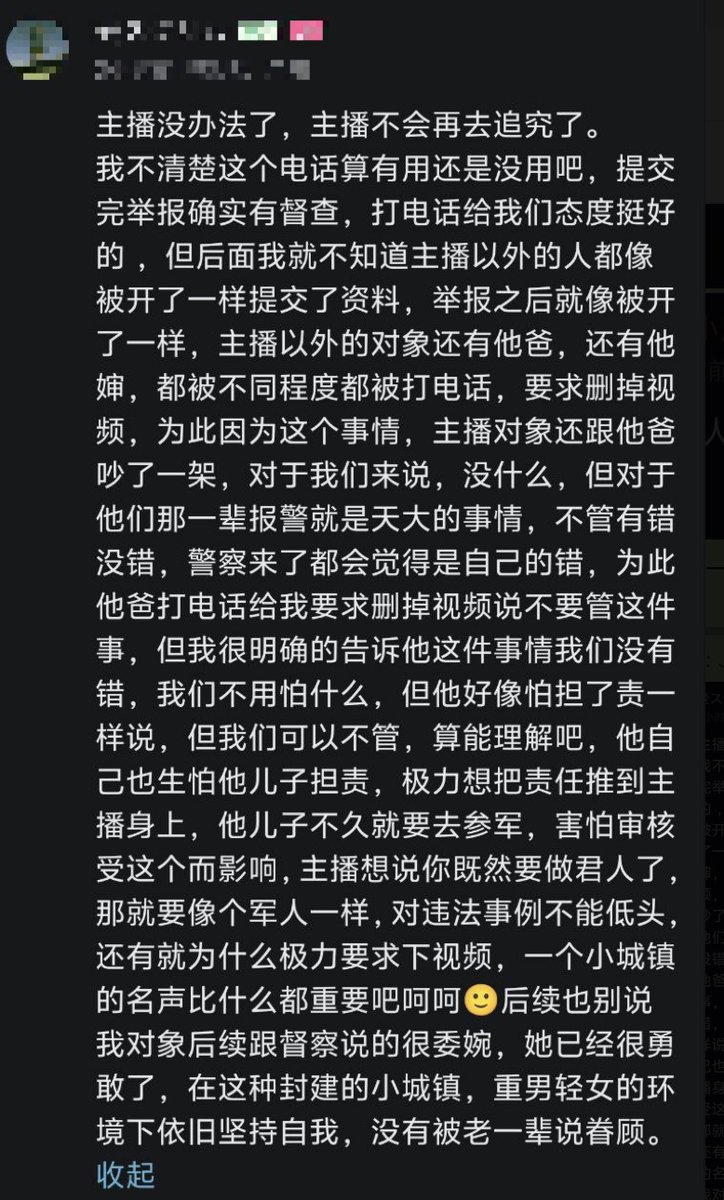 主播没办法了，主播不会再去追究了。
我不清楚这个电话算有用还是没用吧，提交
完举报确实有督查，打电话给我们态度挺好
的 ，但后面我就不知道主播以外的人都像
被开了一样提交了资料，举报之后就像被开
了一样，主播以外的对象还有他爸，还有他
婶，都被不同程度都被打电话，要求删掉视
频，为此因为这个事情，主播对象还跟他爸
吵了一架，对于我们来说，没什么，但对于
他们那一辈报警就是天大的事情，不管有错
没错，警察来了都会觉得是自己的错，为此
他爸打电话给我要求删掉视频说不要管这件
事，但我很明确的告诉他这件事情我们没有
错，我们不用怕什么，但他好像怕担了责一
样说，但我们可以不管，算能理解吧，他自
己也生怕他儿子担责，极力想把责任推到主
播身上，他儿子不久就要去参军，害怕审核
受这个而影响，主播想说你既然要做君人了，
那就要像个军人一样，对违法事例不能低头，
还有就为什么极力要求下视频，一个小城镇
的名声比什么都重要吧呵呵🙂后续也别说
我对象后续跟督察说的很委婉，她已经很勇
敢了，在这种封建的小城镇，重男轻女的环
境下依旧坚持自我，没有被老一辈说眷顾。
收起